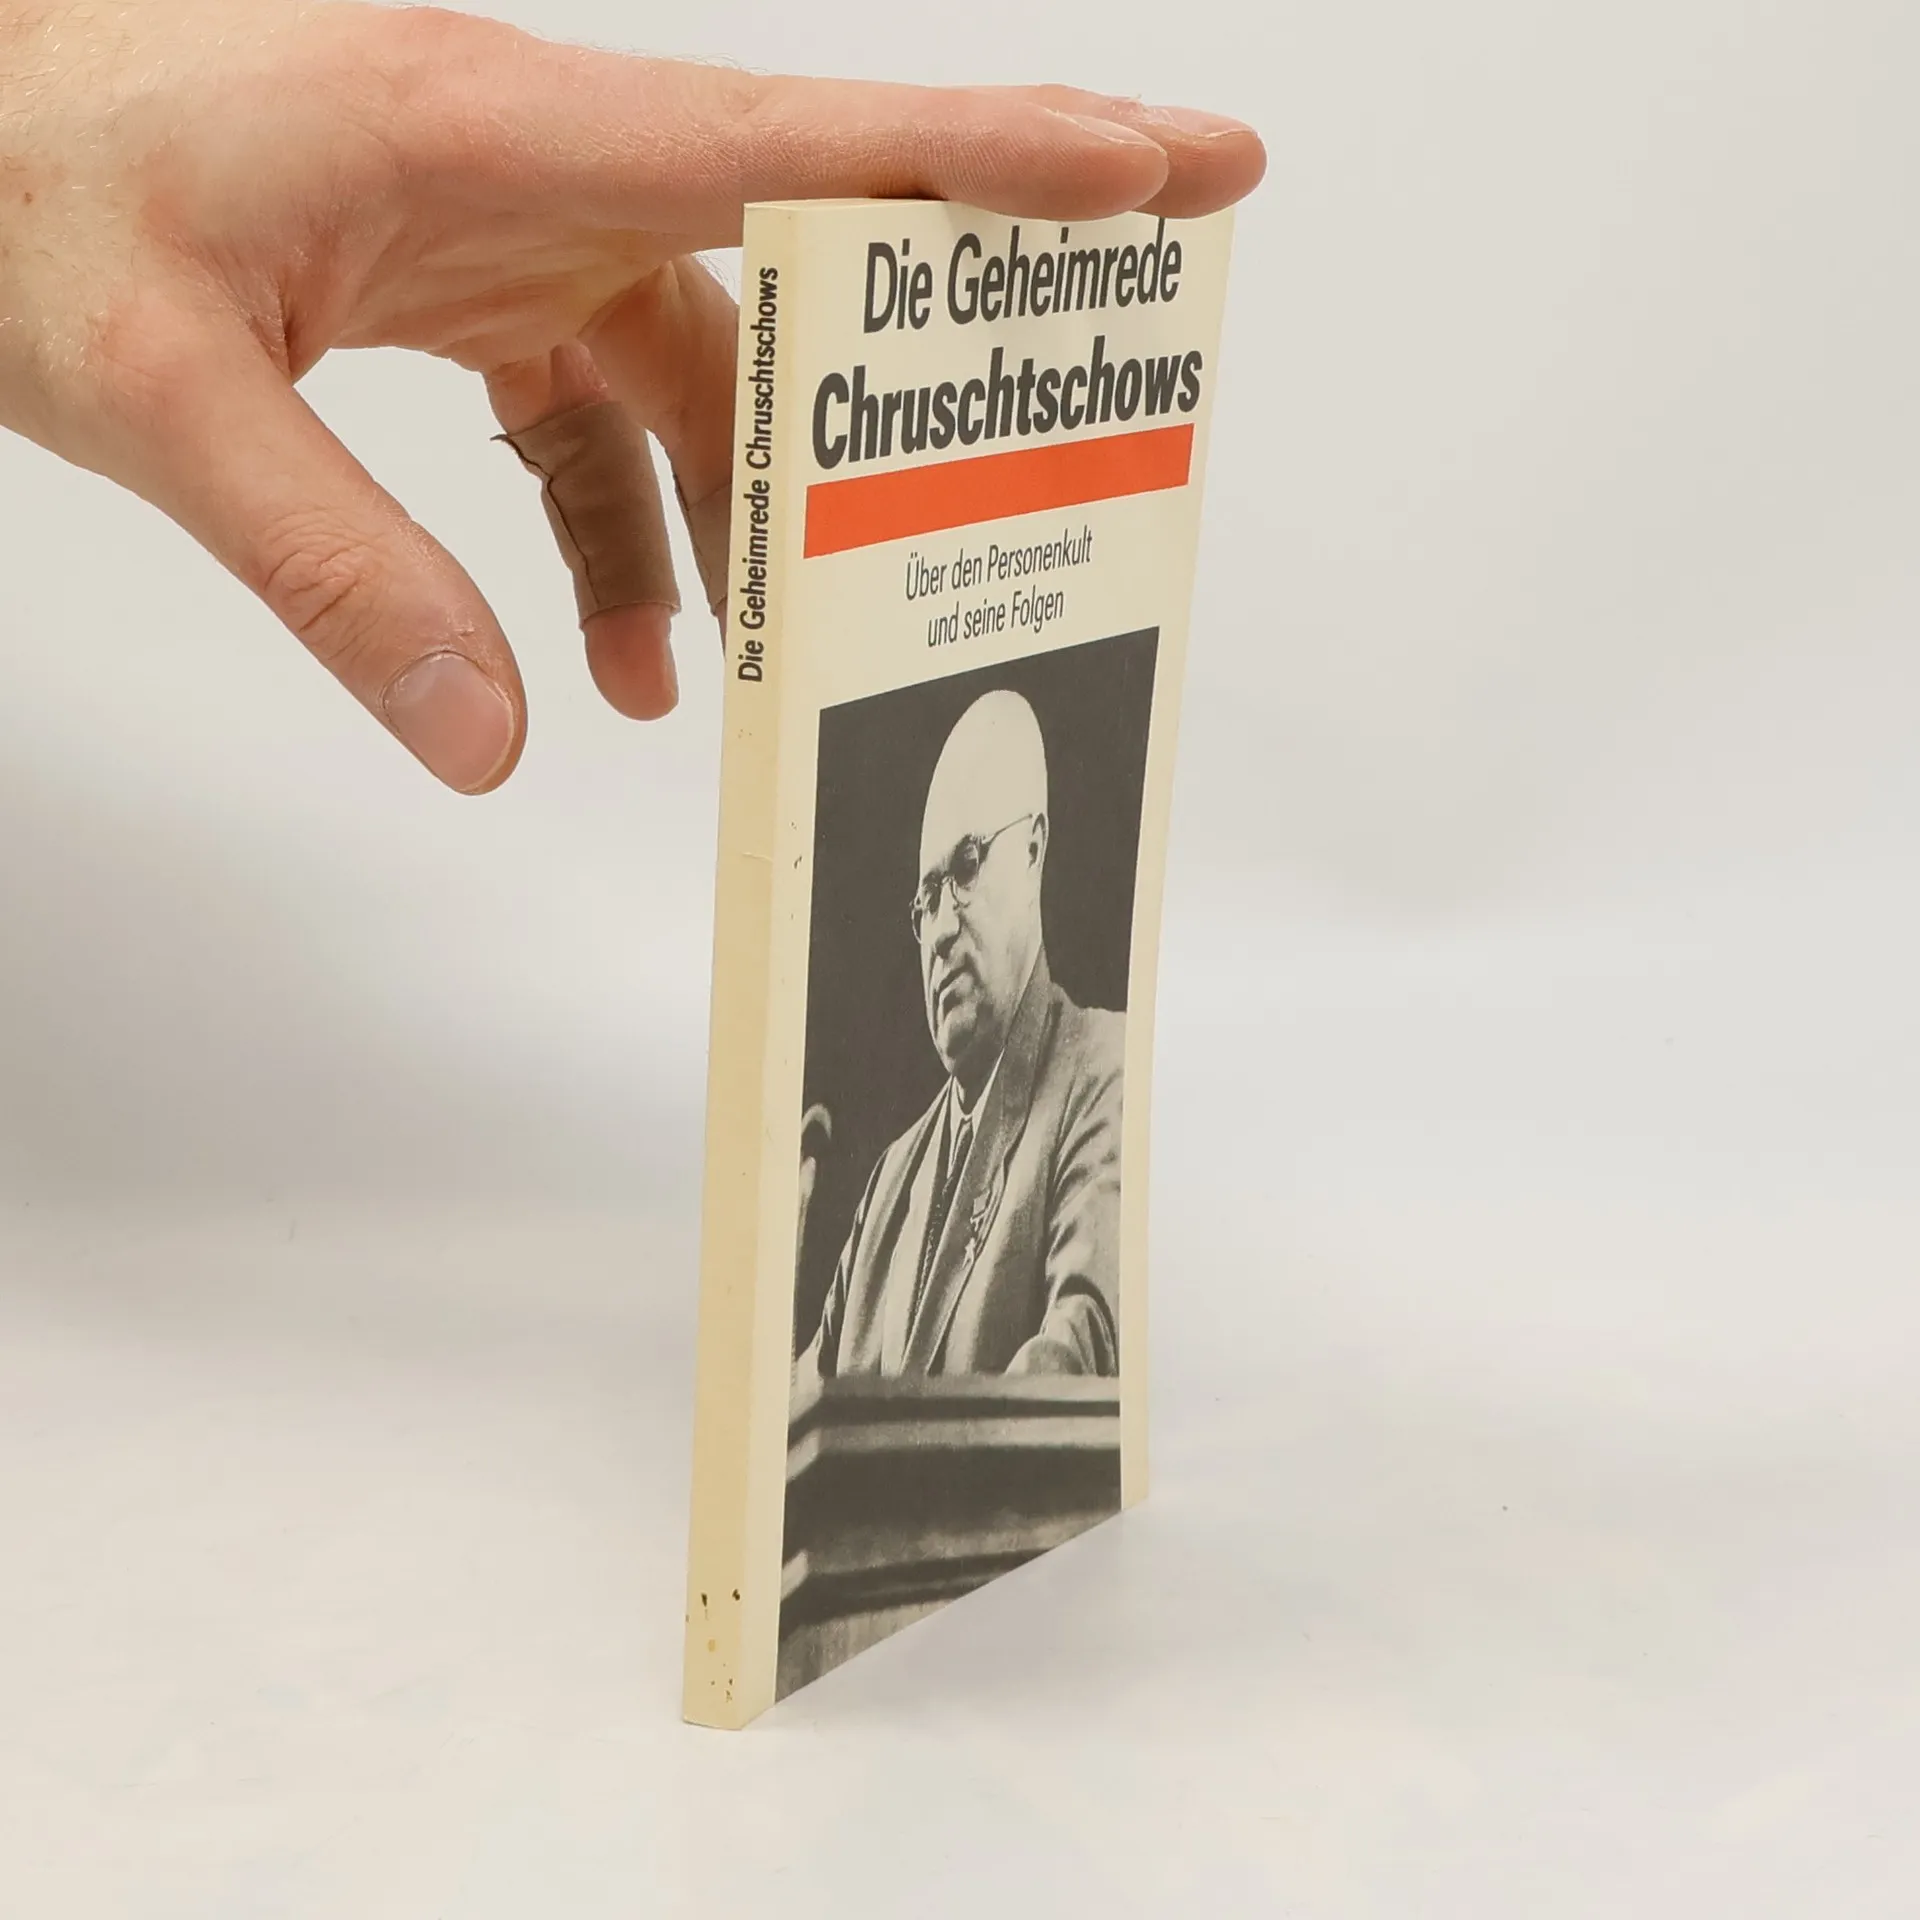 Die Geheimrede Chruschtschows
Die Geheimrede
Chruschtschows
Über den Personenkult
und seine Folgen